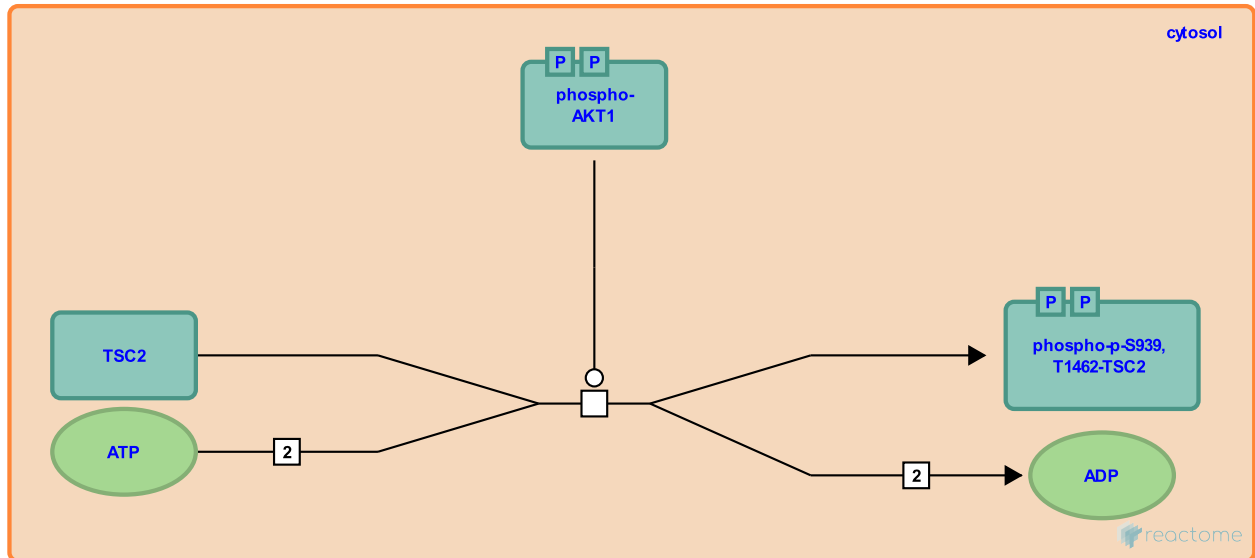 cytosol
P P
phospho-
AKT1
P P
TSC2
phospho-p-S939,
T1462-TSC2
ATP
2
2
ADP
reactome